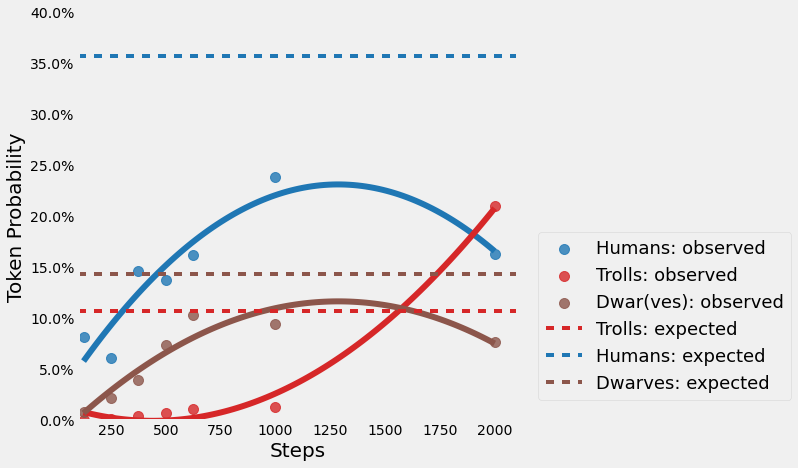 40.0%
35.0%
30.0%
25.0%
20.0%
15.0%
10.0%
5.0%
0.0%
Token Probability
250 500 750 1000 1250 1500 1750 2000
Steps
Humans: observed
Trolls: observed
Dwar(ves): observed
Trolls: expected
Humans: expected
Dwarves: expected